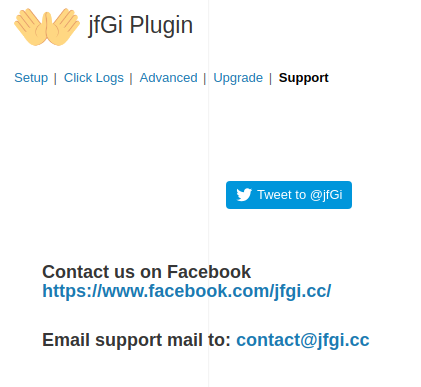 jfGi Plugin
Setup | Click Logs | Advanced | Upgrade | Support
Tweet to @jfGi
Contact us on Facebook
https://www.facebook.com/jfgi.cc/
Email support mail to: contact@jfgi.cc